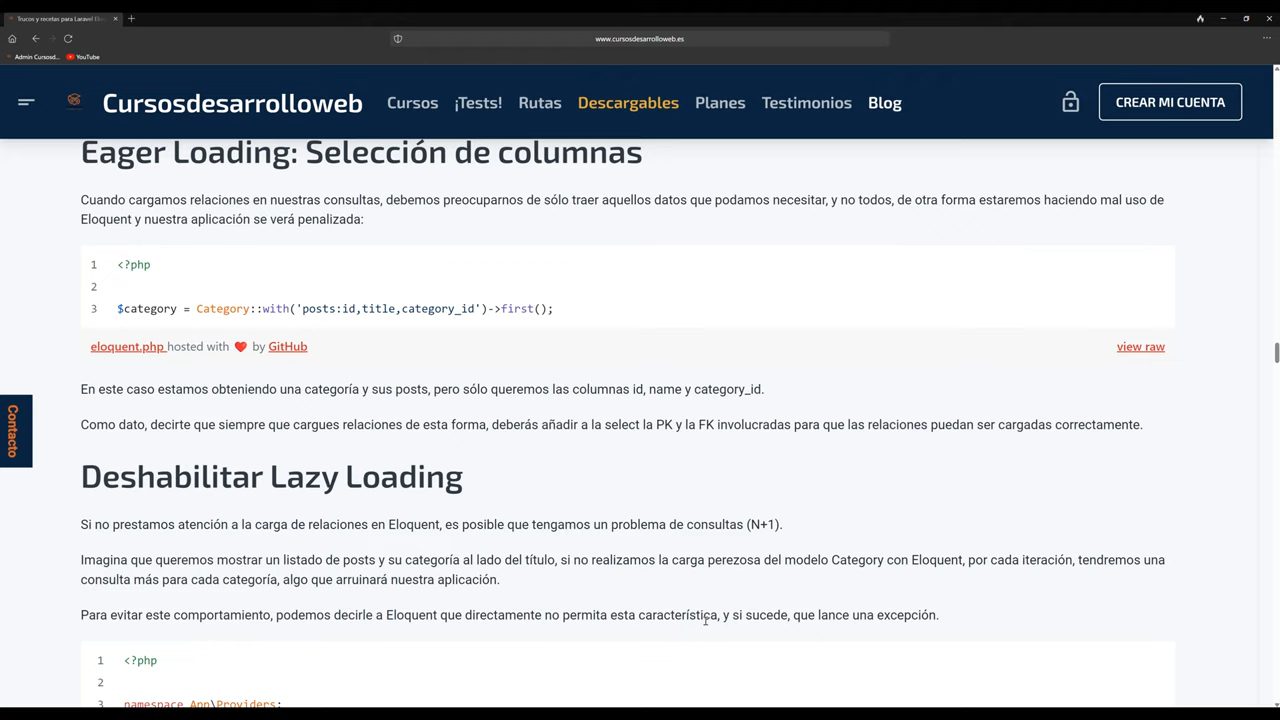 Trucos y recetas para Laravel Elo
www.cursosdesarrolloweb.es
Admin Cursosd... YouTube
Cursosdesarrolloweb Cursos ¡Tests! Rutas Descargables Planes Testimonios Blog CREAR MI CUENTA
Eager Loading: Selección de columnas
Cuando cargamos relaciones en nuestras consultas, debemos preocuparnos de sólo traer aquellos datos que podamos necesitar, y no todos, de otra forma estaremos haciendo mal uso de
Eloquent y nuestra aplicación se verá penalizada:
1 <?php
2
3 $category = Category::with('posts:id,title,category_id')->first();
eloquent.php hosted with ❤ by GitHub view raw
En este caso estamos obteniendo una categoría y sus posts, pero sólo queremos las columnas id, name y category_id.
Como dato, decirte que siempre que cargues relaciones de esta forma, deberás añadir a la select la PK y la FK involucradas para que las relaciones puedan ser cargadas correctamente.
Contacto
Deshabilitar Lazy Loading
Si no prestamos atención a la carga de relaciones en Eloquent, es posible que tengamos un problema de consultas (N+1).
Imagina que queremos mostrar un listado de posts y su categoría al lado del título, si no realizamos la carga perezosa del modelo Category con Eloquent, por cada iteración, tendremos una
consulta más para cada categoría, algo que arruinará nuestra aplicación.
Para evitar este comportamiento, podemos decirle a Eloquent que directamente no permita esta característica, y si sucede, que lance una excepción.
1 <?php
2
3 namespace App\Providers;